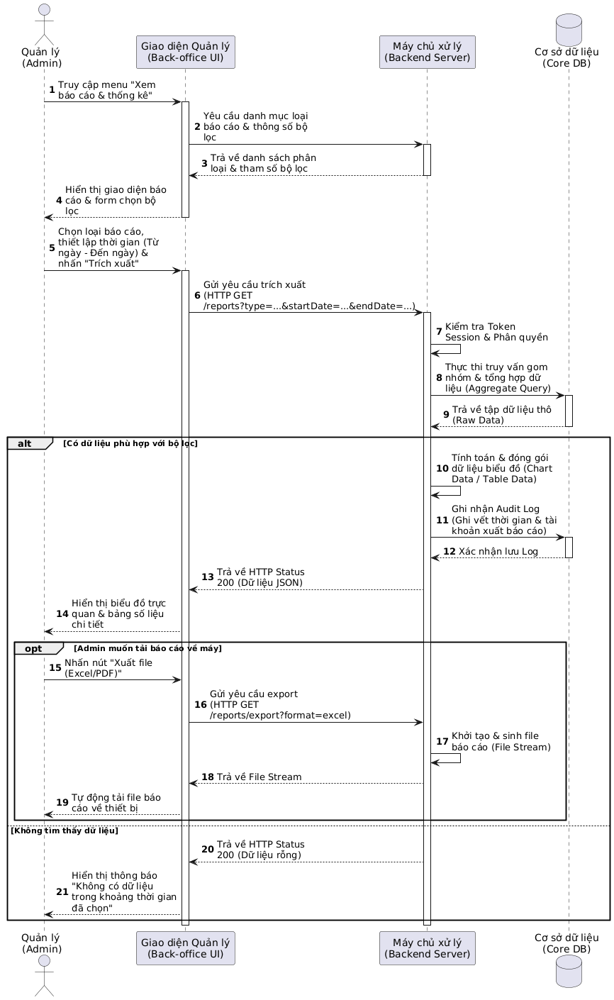 Quản lý
(Admin)
Giao diện Quản lý
(Back-office UI)
Máy chủ xử lý
(Backend Server)
Cơ sở dữ liệu
(Core DB)
1 Truy cập menu "Xem
báo cáo & thống kê"
2 Yêu cầu danh mục loại
báo cáo & thông số bộ
lọc
3 Trả về danh sách phân
loại & tham số bộ lọc
4 Hiển thị giao diện báo
cáo & form chọn bộ
lọc
5 Chọn loại báo cáo,
thiết lập thời gian (Từ
ngày - Đến ngày) &
nhấn "Trích xuất"
6 Gửi yêu cầu trích xuất
(HTTP GET
/reports?type=...&startDate=...&endDate=...)
7 Kiểm tra Token
Session & Phân quyền
8 Thực thi truy vấn gom
nhóm & tổng hợp dữ
liệu (Aggregate Query)
9 Trả về tập dữ liệu thô
(Raw Data)
alt [Có dữ liệu phù hợp với bộ lọc]
10 Tính toán & đóng gói
dữ liệu biểu đồ (Chart
Data / Table Data)
11 Ghi nhận Audit Log
(Ghi vết thời gian & tài
khoản xuất báo cáo)
12 Xác nhận lưu Log
13 Trả về HTTP Status
200 (Dữ liệu JSON)
14 Hiển thị biểu đồ trực
quan & bảng số liệu
chi tiết
opt [Admin muốn tải báo cáo về máy]
15 Nhấn nút "Xuất file
(Excel/PDF)"
16 Gửi yêu cầu export
(HTTP GET
/reports/export?format=excel)
17 Khởi tạo & sinh file
báo cáo (File Stream)
18 Trả về File Stream
19 Tự động tải file báo
cáo về thiết bị
[Không tìm thấy dữ liệu]
20 Trả về HTTP Status
200 (Dữ liệu rỗng)
21 Hiển thị thông báo
"Không có dữ liệu
trong khoảng thời gian
đã chọn"
Quản lý
(Admin)
Giao diện Quản lý
(Back-office UI)
Máy chủ xử lý
(Backend Server)
Cơ sở dữ liệu
(Core DB)